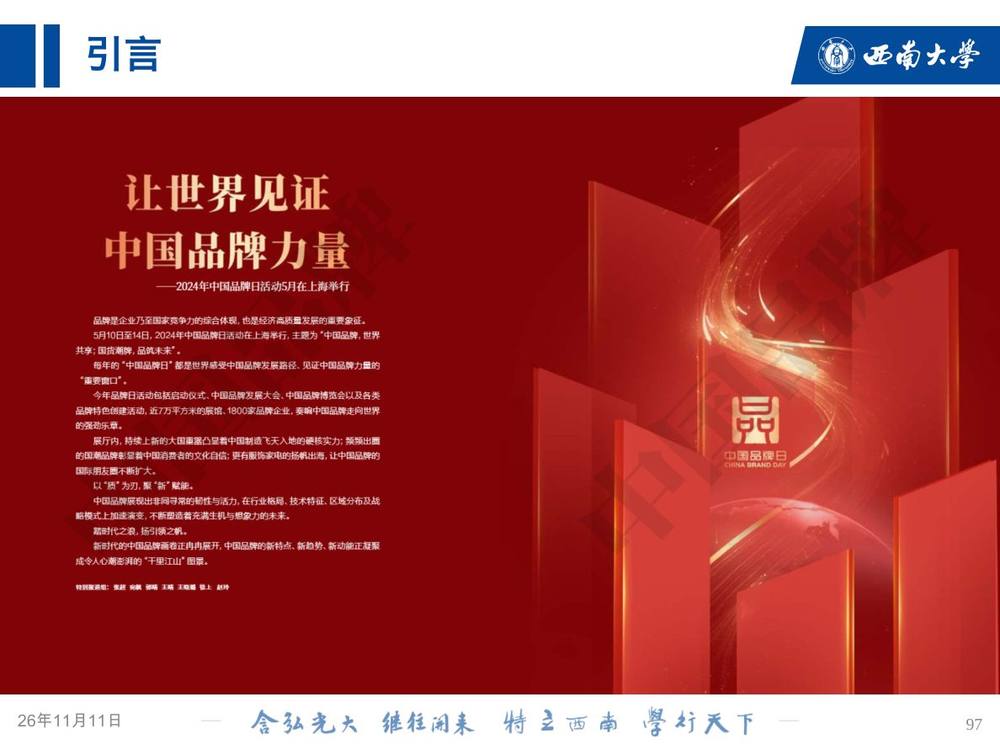 引言
西南大学
让世界见证
中国品牌力量
——2024年中国品牌日活动5月在上海举行
品牌是企业乃至国家竞争力的综合体现，也是经济高质量发展的重要象征。
5月10日至14日，2024年中国品牌日活动在上海举行，主题为“中国品牌，世界
共享；国货潮牌，品筑未来”。
每年的“中国品牌日”都是世界感受中国品牌发展路径、见证中国品牌力量的
“重要窗口”。
今年品牌日活动包括启动仪式、中国品牌发展大会、中国品牌博览会以及各类
品牌特色创建活动，近7万平方米的展馆、1800家品牌企业，奏响中国品牌走向世界
的强劲乐章。
展厅内，持续上新的大国重器凸显着中国制造飞天入地的硬核实力；频频出圈
的国潮品牌彰显着中国消费者的文化自信；更有服饰家电的扬帆出海，让中国品牌的
国际朋友圈不断扩大。
以“质”为刃，聚“新”赋能。
中国品牌展现出非同寻常的韧性与活力，在行业格局、技术特征、区域分布及战
略模式上加速演变，不断塑造着充满生机与想象力的未来。
踏时代之浪，扬引领之帆。
新时代的中国品牌画卷正冉冉展开，中国品牌的新特点、新趋势、新动能正凝聚
成令人心潮澎湃的“千里江山”图景。
特别报道组：
中国品牌日
CHINA BRAND DAY
中国品牌
26年11月11日
含弘光大 继往开来 特立西南 学行天下
97